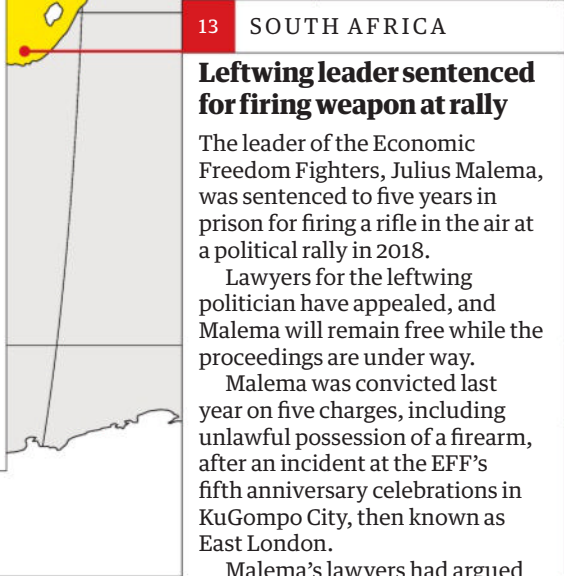 13 SOUTH AFRICA
Leftwing leader sentenced
for firing weapon at rally
The leader of the Economic
Freedom Fighters, Julius Malema,
was sentenced to five years in
prison for firing a rifle in the air at
a political rally in 2018.
Lawyers for the leftwing
politician have appealed, and
Malema will remain free while the
proceedings are under way.
Malema was convicted last
year on five charges, including
unlawful possession of a firearm,
after an incident at the EFF’s
fifth anniversary celebrations in
KuGompo City, then known as
East London.
Malema’s lawyers had argued